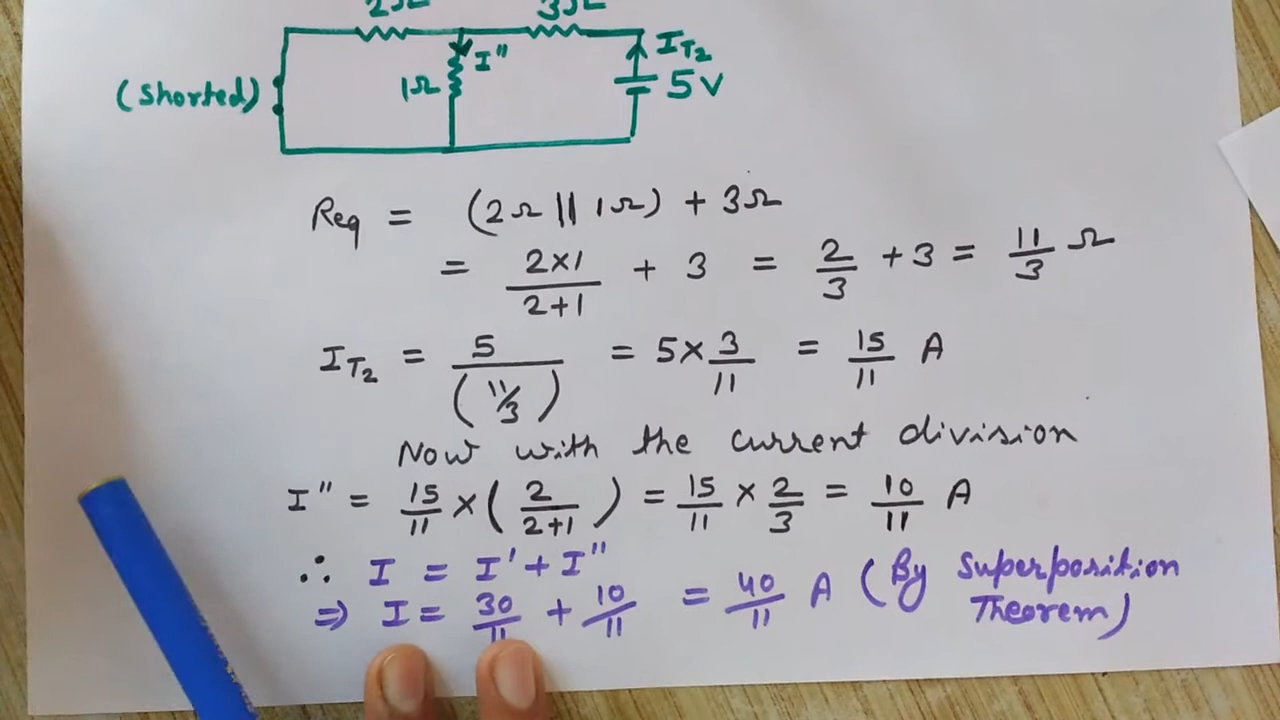 2Ω 3Ω
I" I_T2
(Shorted) 1Ω 5V
Req = (2Ω || 1Ω) + 3Ω
= 2×1/2+1 + 3 = 2/3 + 3 = 11/3 Ω
I_T2 = 5/(11/3) = 5 × 3/11 = 15/11 A
Now with the current division
I" = 15/11 × (2/2+1) = 15/11 × 2/3 = 10/11 A
∴ I = I' + I"
⇒ I = 30/11 + 10/11 = 40/11 A (By Superposition
Theorem)